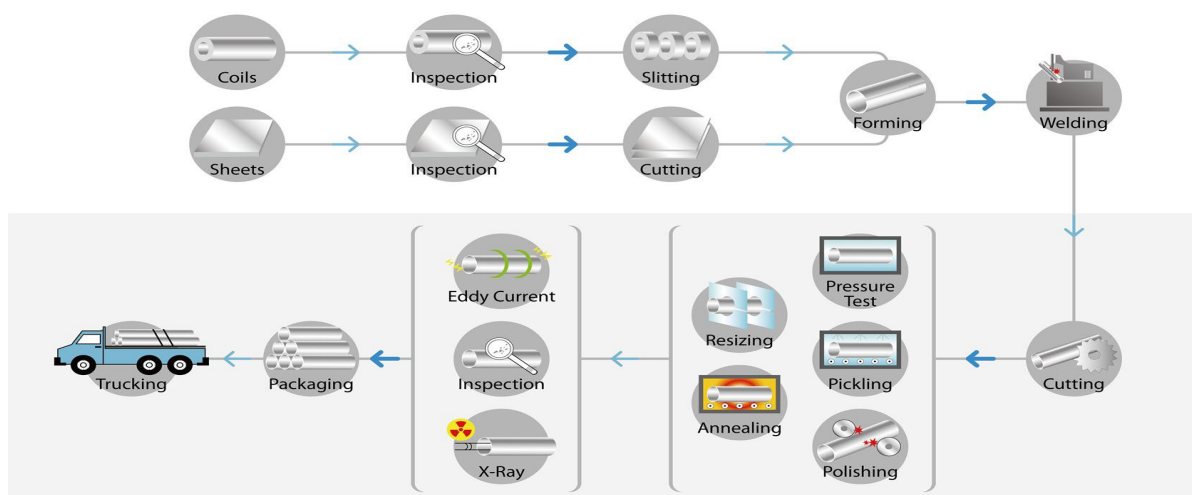 Coils
Inspection
Slitting
Forming
Welding
Sheets
Inspection
Cutting
Eddy Current
Inspection
X-Ray
Resizing
Annealing
Pressure
Test
Pickling
Polishing
Cutting
Packaging
Trucking